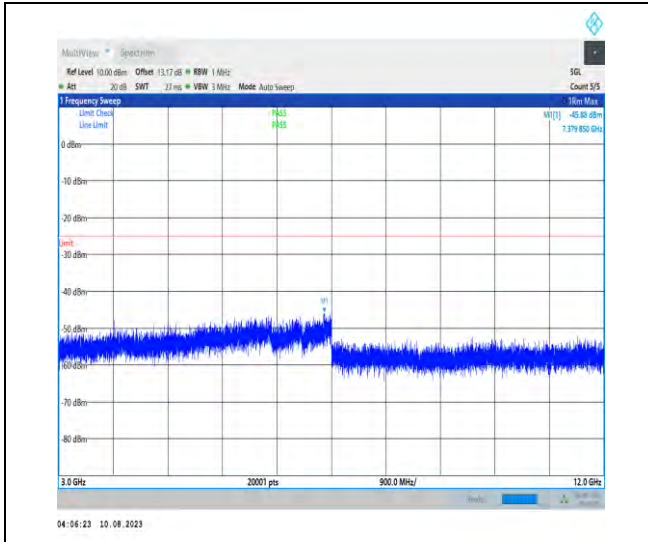 MultiView Spectrum
Ref Level 10.00 dBm Offset 13.17 dB RBW 1 MHz SGL
Att 20 dB SWT 27 ms VBW 3 MHz Mode Auto Sweep Count 5/5
1 Frequency Sweep 1Rm Max
Limit Check PASS M1[1] -45.80 dBm
Line Limit PASS 7.379 850 GHz
0 dBm
-10 dBm
-20 dBm
Limit
-30 dBm
-40 dBm
M1
-50 dBm
-60 dBm
-70 dBm
-80 dBm
3.0 GHz 20001 pts 900.0 MHz/ 12.0 GHz
Ready
04:06:23 10.08.2023